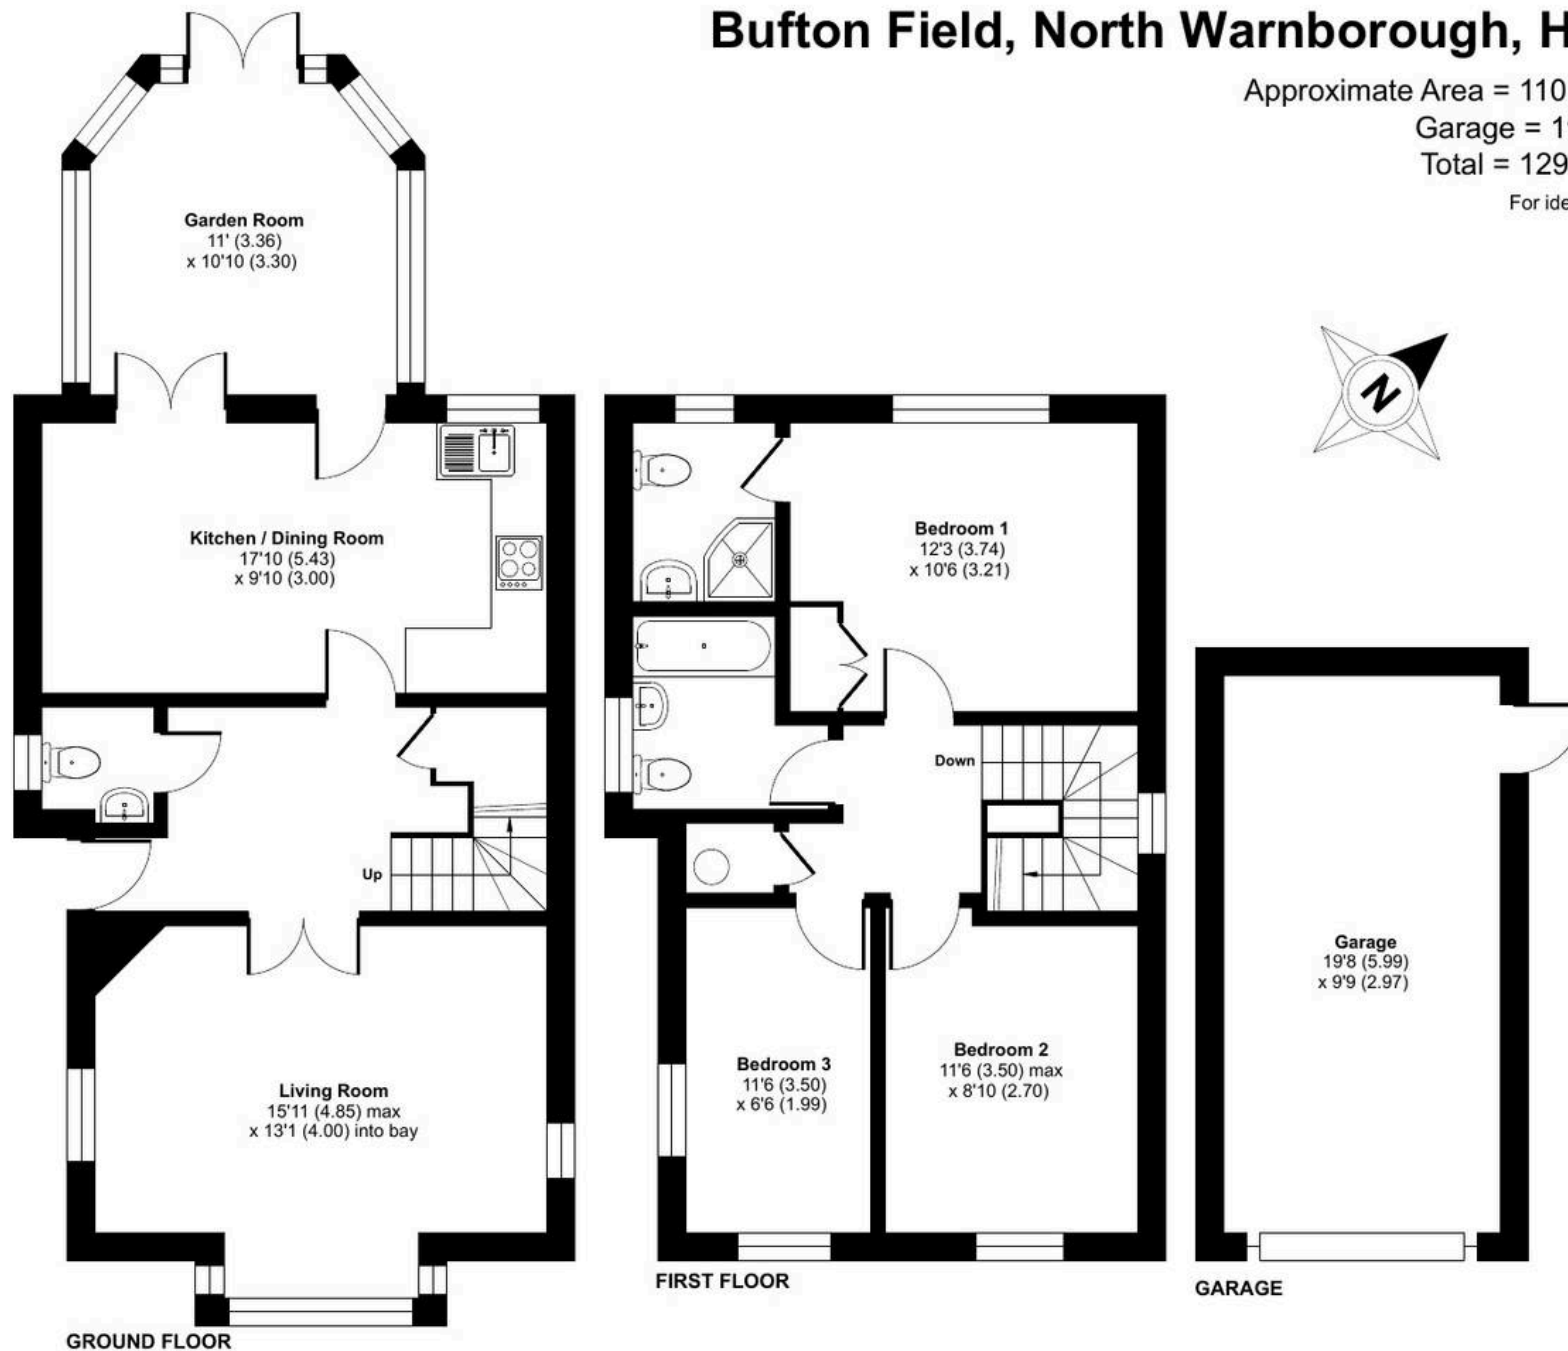 Bufton Field, North Warnborough, H
Approximate Area = 110
Garage = 1
Total = 129
For ide
Garden Room
11' (3.36)
x 10'10 (3.30)
Kitchen / Dining Room
17'10 (5.43)
x 9'10 (3.00)
Up
Living Room
15'11 (4.85) max
x 13'1 (4.00) into bay
GROUND FLOOR
Bedroom 1
12'3 (3.74)
x 10'6 (3.21)
Down
Bedroom 3
11'6 (3.50)
x 6'6 (1.99)
Bedroom 2
11'6 (3.50) max
x 8'10 (2.70)
FIRST FLOOR
N
Garage
19'8 (5.99)
x 9'9 (2.97)
GARAGE